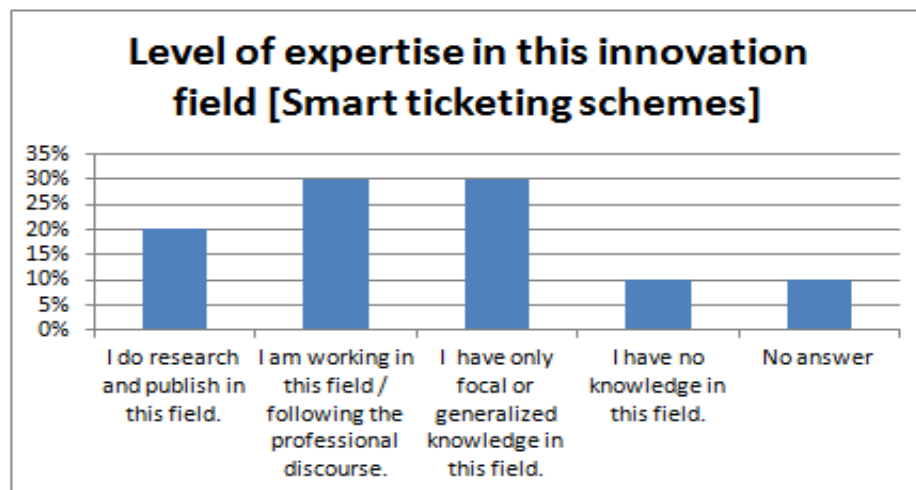 Level of expertise in this innovation
field [Smart ticketing schemes]
35%
30%
25%
20%
15%
10%
5%
0%
I do research
and publish in
this field.
I am working in
this field /
following the
professional
discourse.
I have only
focal or
generalized
knowledge in
this field.
I have no
knowledge in
this field.
No answer